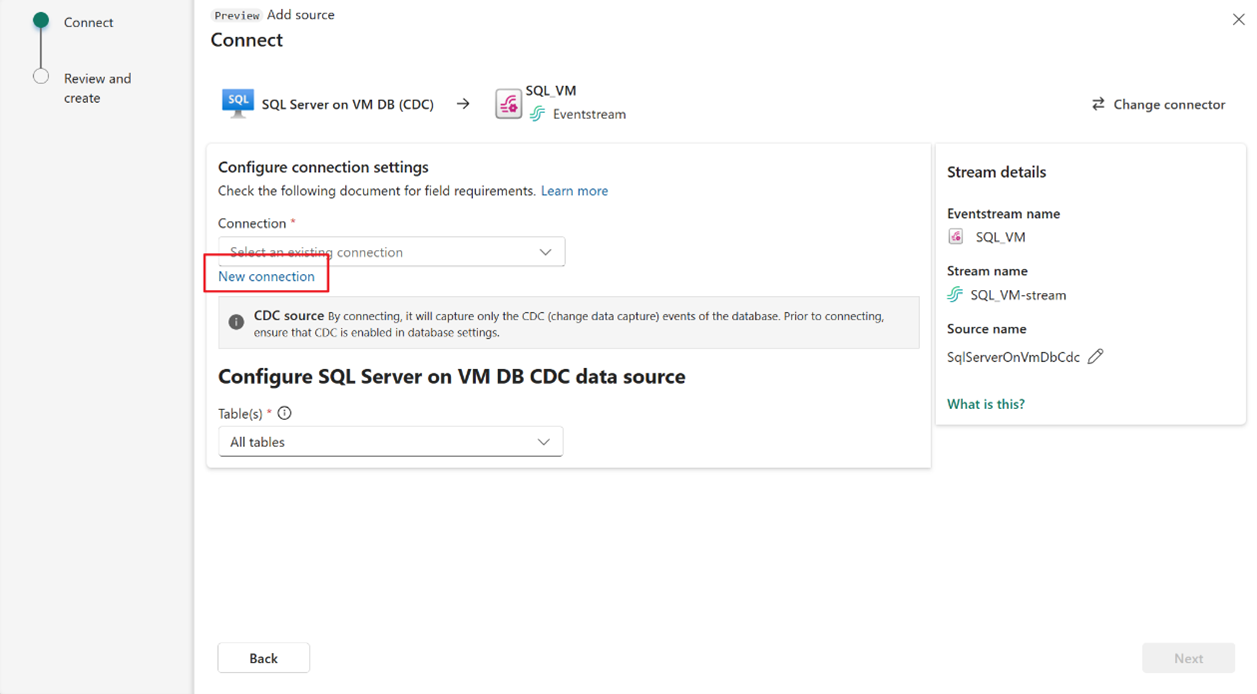 Connect
Review and
create
Preview Add source
Connect
SQL
SQL Server on VM DB (CDC)
SQL_VM
Eventstream
Change connector
Configure connection settings
Check the following document for field requirements. Learn more
Connection *
Select an existing connection
New connection
CDC source By connecting, it will capture only the CDC (change data capture) events of the database. Prior to connecting,
ensure that CDC is enabled in database settings.
Configure SQL Server on VM DB CDC data source
Table(s) *
All tables
Stream details
Eventstream name
SQL_VM
Stream name
SQL_VM-stream
Source name
SqlServerOnVmDbCdc
What is this?
Back
Next